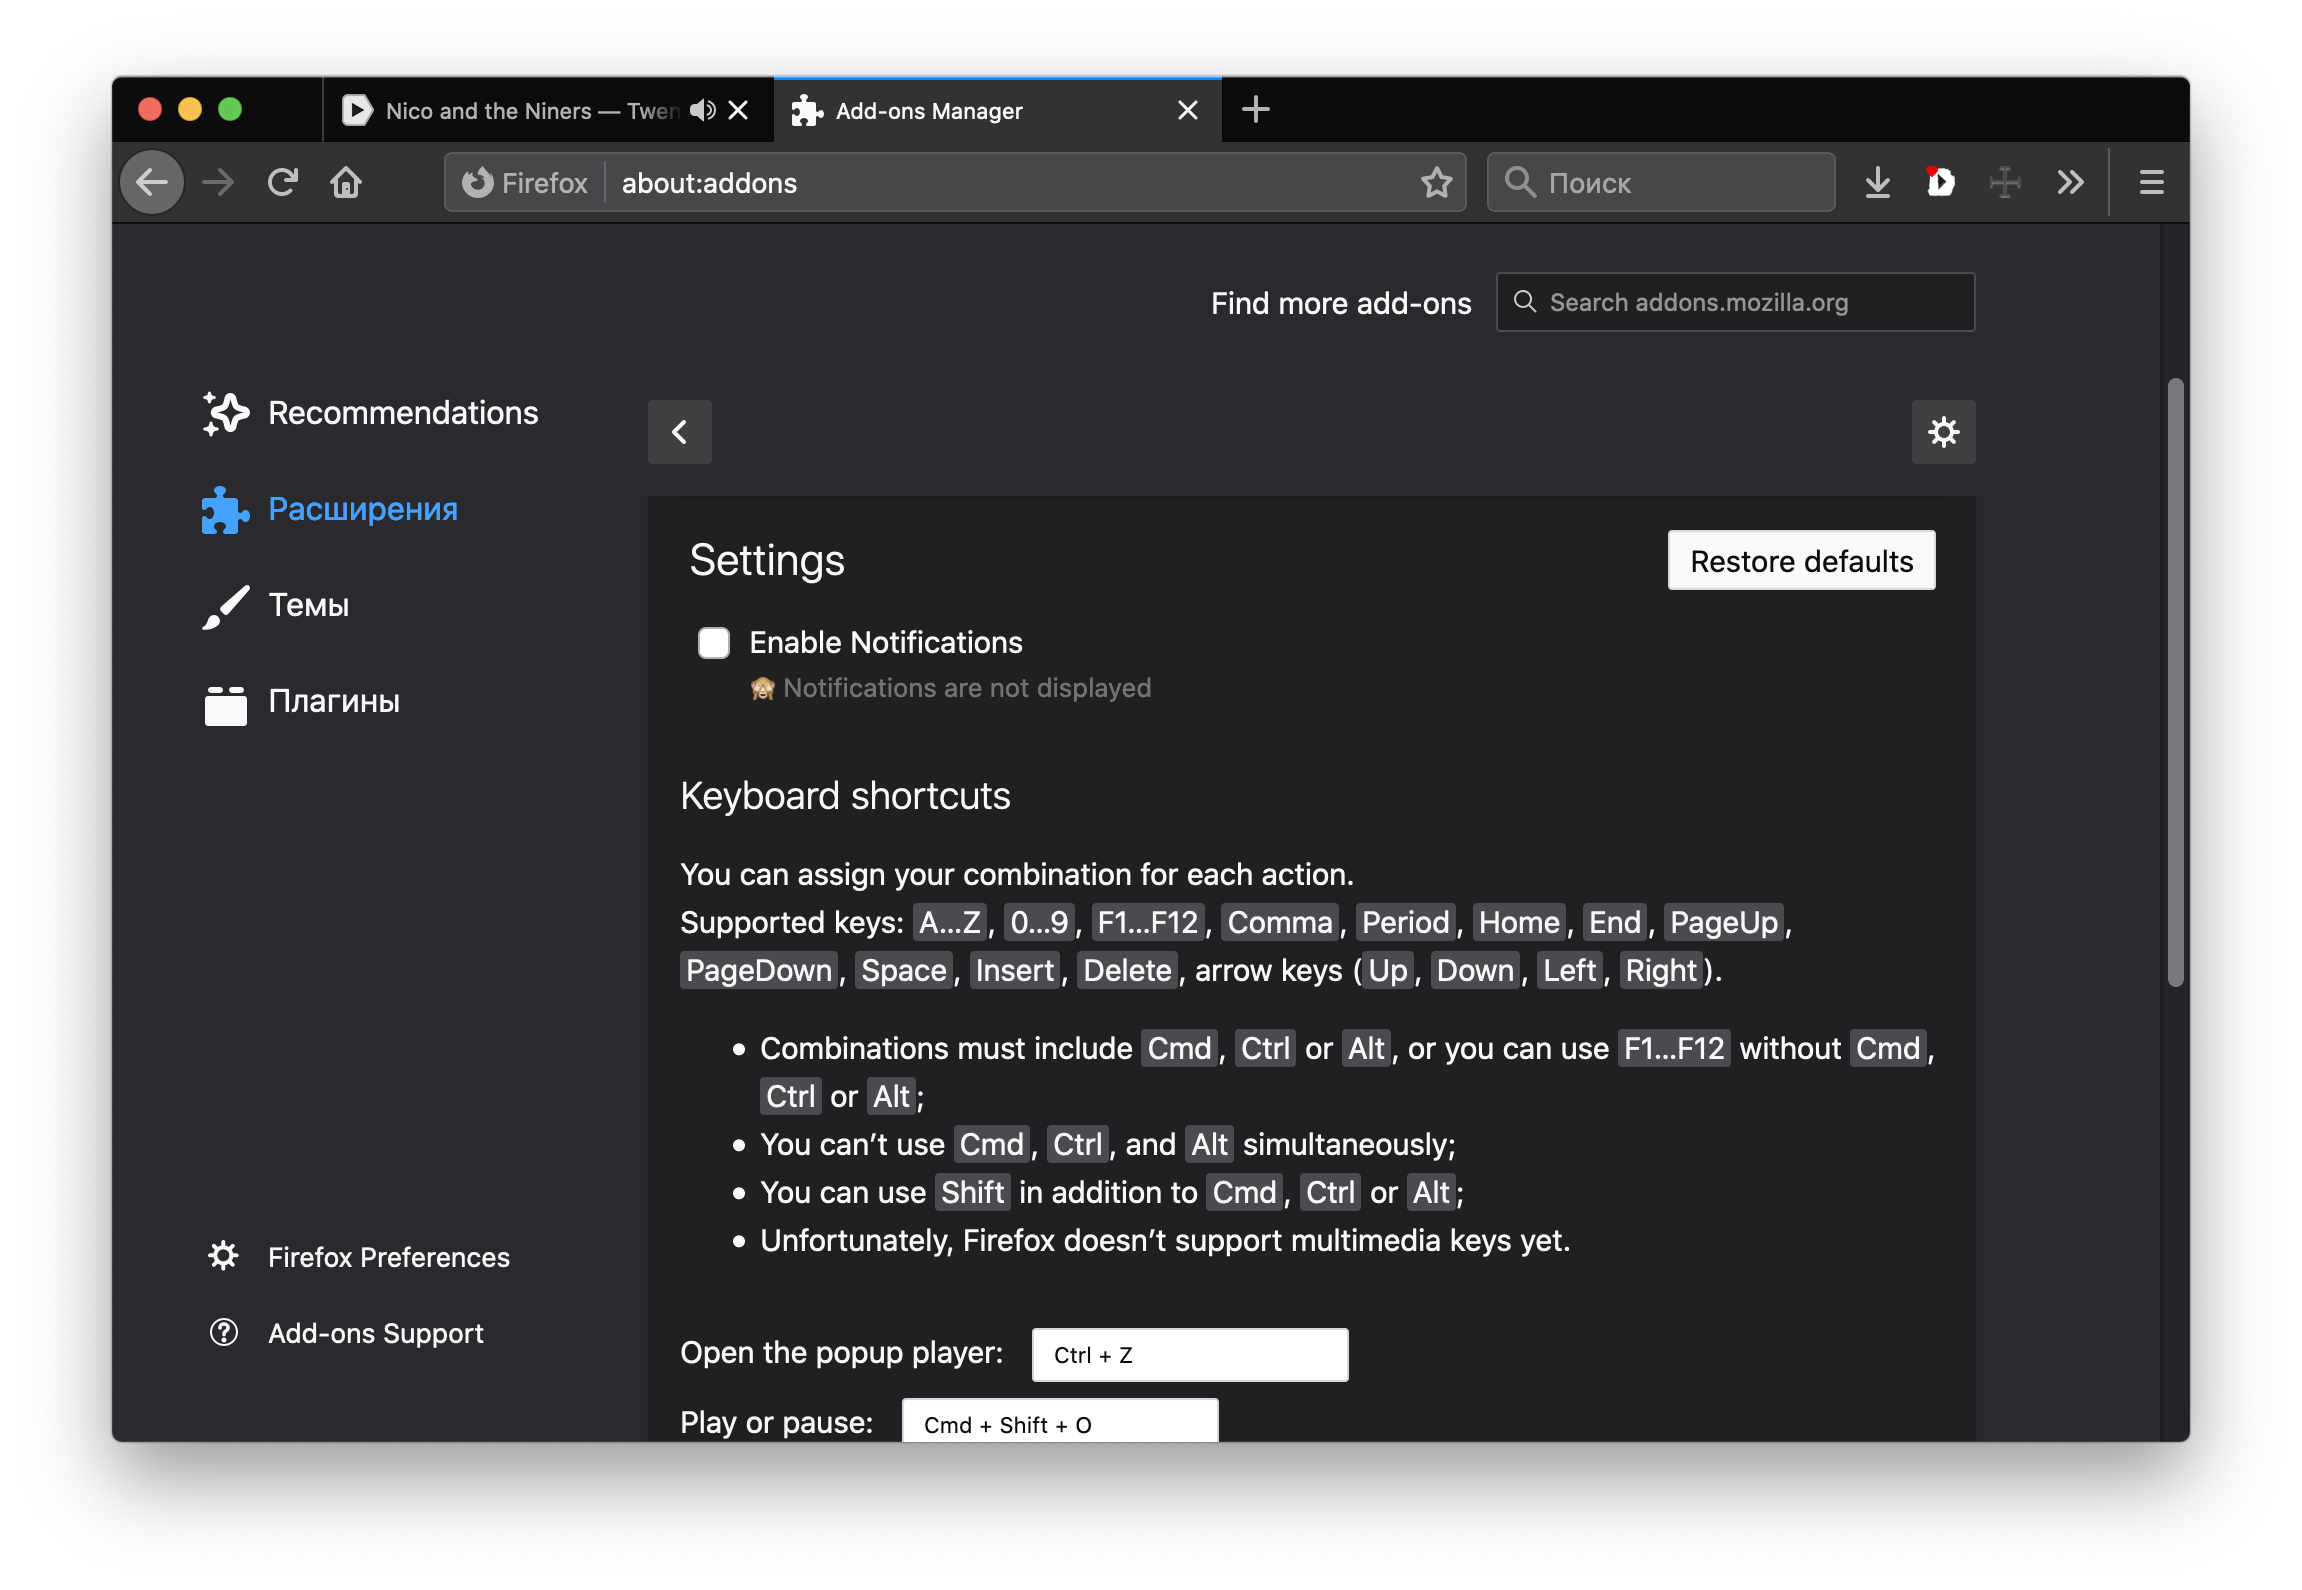 Nico and the Niners — Twen
Add-ons Manager
Firefox
about:addons
Поиск
Find more add-ons
Search addons.mozilla.org
Recommendations
Расширения
Темы
Плагины
Firefox Preferences
Add-ons Support
Settings
Restore defaults
Enable Notifications
🙈 Notifications are not displayed
Keyboard shortcuts
You can assign your combination for each action.
Supported keys: A...Z, 0...9, F1...F12, Comma, Period, Home, End, PageUp,
PageDown, Space, Insert, Delete, arrow keys (Up, Down, Left, Right).
• Combinations must include Cmd, Ctrl or Alt, or you can use F1...F12 without Cmd,
Ctrl or Alt;
• You can’t use Cmd, Ctrl, and Alt simultaneously;
• You can use Shift in addition to Cmd, Ctrl or Alt;
• Unfortunately, Firefox doesn’t support multimedia keys yet.
Open the popup player: Ctrl + Z
Play or pause: Cmd + Shift + O